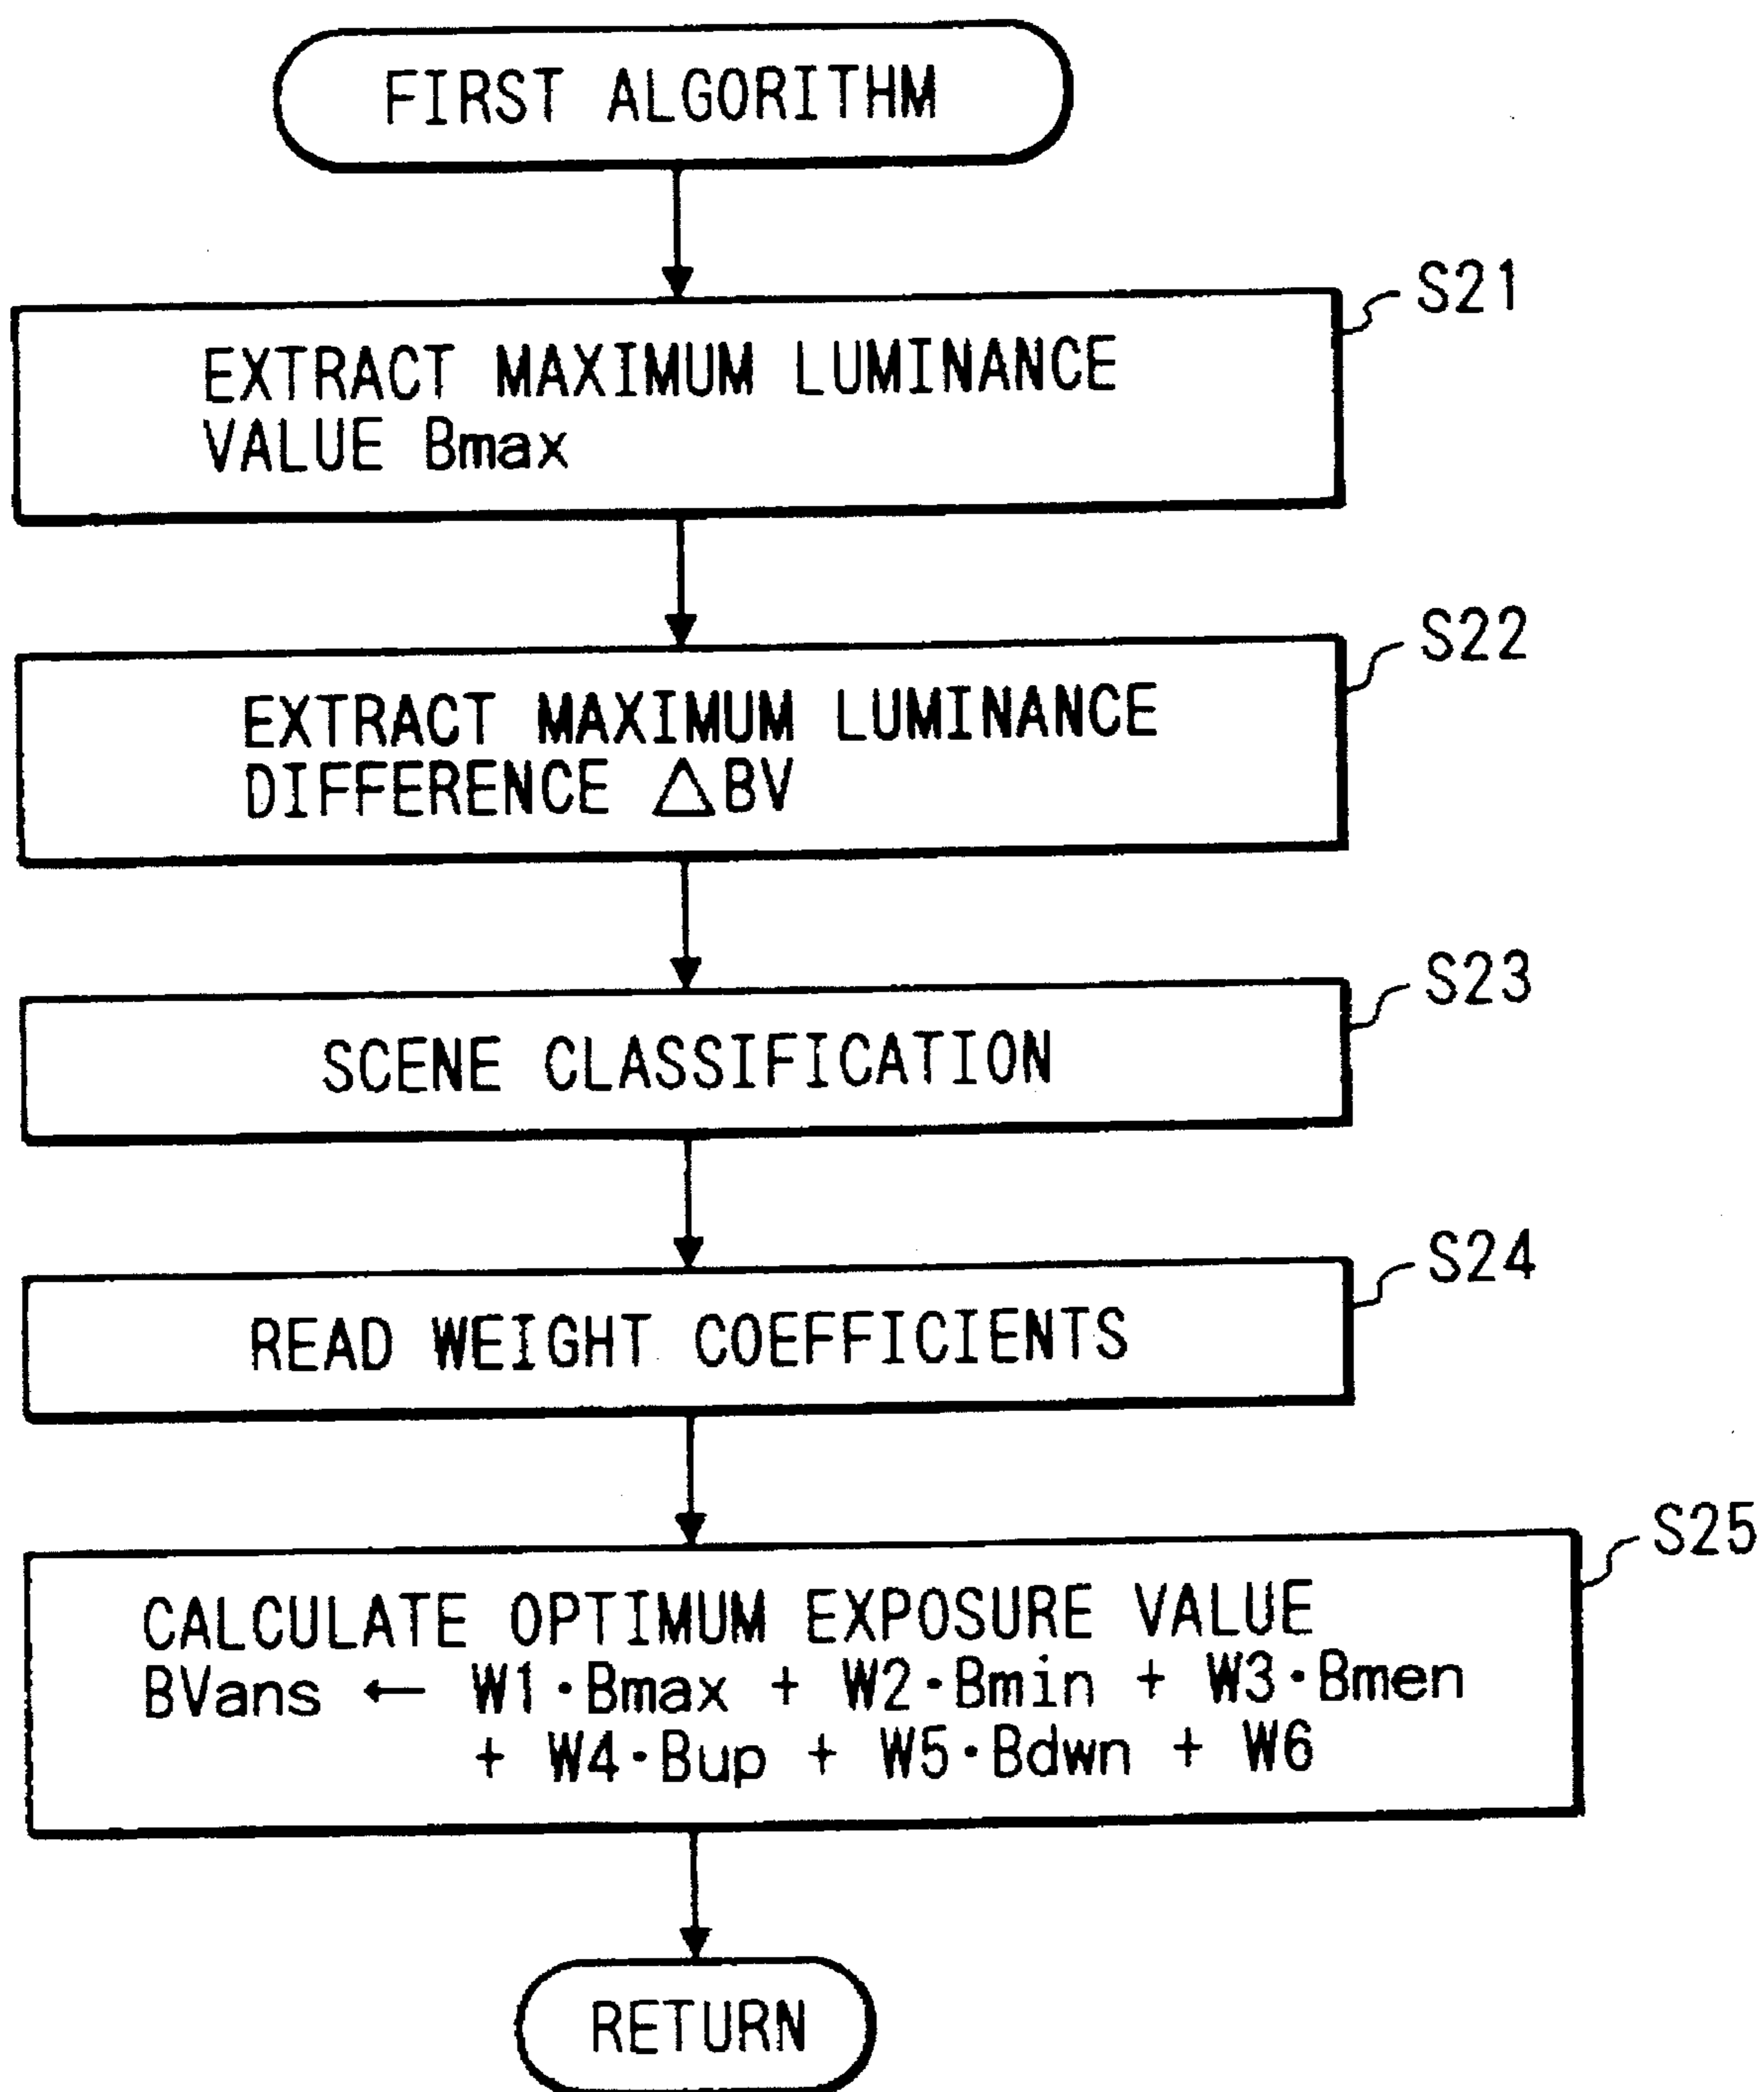 FIRST ALGORITHM
S21
EXTRACT MAXIMUM LUMINANCE
VALUE Bmax
S22
EXTRACT MAXIMUM LUMINANCE
DIFFERENCE △BV
S23
SCENE CLASSIFICATION
S24
READ WEIGHT COEFFICIENTS
S25
CALCULATE OPTIMUM EXPOSURE VALUE
BVans ← W1·Bmax + W2·Bmin + W3·Bmen
+ W4·Bup + W5·Bdwn + W6
RETURN